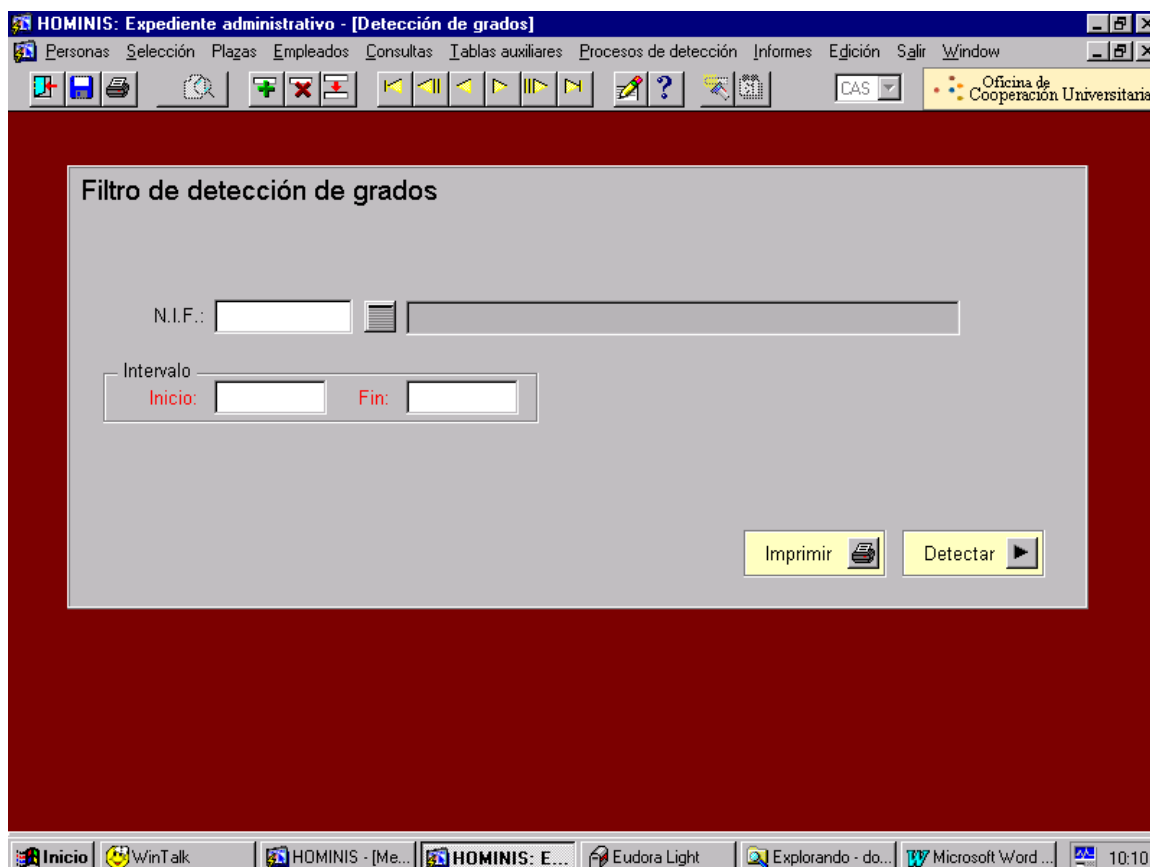 HOMINIS: Expediente administrativo - [Detección de grados]
Personas Selección Plazas Empleados Consultas Tablas auxiliares Procesos de detección Informes Edición Salir Window
CAS
Oficina de
Cooperación Universitaria
Filtro de detección de grados
N.I.F.:
Intervalo
Inicio: Fin:
Imprimir Detectar
Inicio WinTalk HOMINIS - [Me... HOMINIS: E... Eudora Light Explorando - do... Microsoft Word ... 10:10